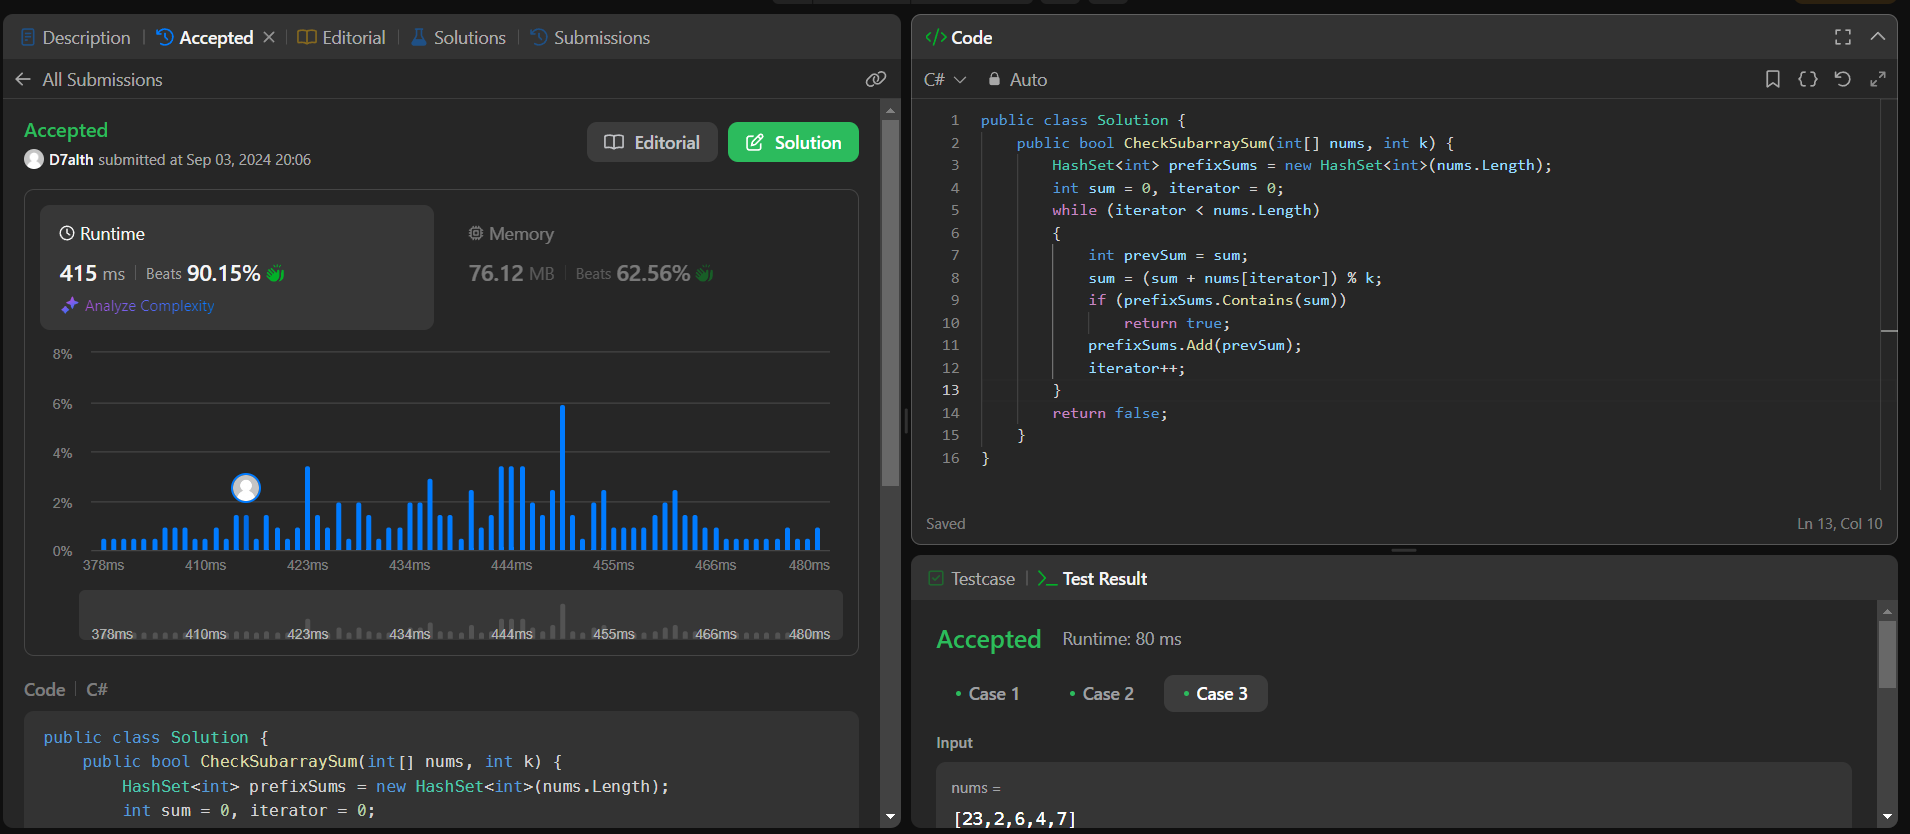 Description
Accepted
Editorial
Solutions
Submissions
All Submissions
Accepted
D7alth submitted at Sep 03, 2024 20:06
Editorial
Solution
Runtime
415 ms
Beats 90.15%
Analyze Complexity
Memory
76.12 MB
Beats 62.56%
8%
6%
4%
2%
0%
378ms 410ms 423ms 434ms 444ms 455ms 466ms 480ms
378ms 410ms 423ms 434ms 444ms 455ms 466ms 480ms
Code
C#
public class Solution {
    public bool CheckSubarraySum(int[] nums, int k) {
        HashSet<int> prefixSums = new HashSet<int>(nums.Length);
        int sum = 0, iterator = 0;
</> Code
C#
Auto
1 public class Solution {
2     public bool CheckSubarraySum(int[] nums, int k) {
3         HashSet<int> prefixSums = new HashSet<int>(nums.Length);
4         int sum = 0, iterator = 0;
5         while (iterator < nums.Length)
6         {
7             int prevSum = sum;
8             sum = (sum + nums[iterator]) % k;
9             if (prefixSums.Contains(sum))
10                 return true;
11             prefixSums.Add(prevSum);
12             iterator++;
13         }
14         return false;
15     }
16 }
Saved
Ln 13, Col 10
Testcase
Test Result
Accepted
Runtime: 80 ms
Case 1
Case 2
Case 3
Input
nums =
[23,2,6,4,7]